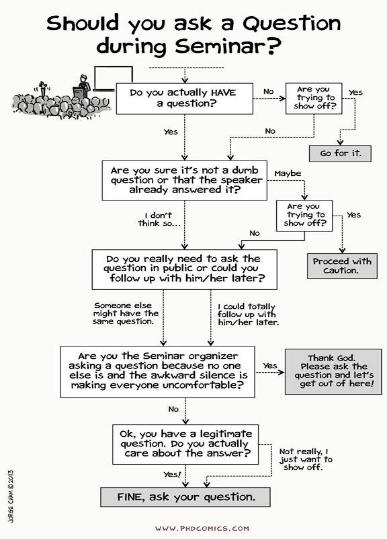 Should you ask a Question
during Seminar?
Do you actually HAVE
a question?
No
Are you
trying to
show off?
Yes
Yes
No
Go for it.
Are you sure it's not a dumb
question or that the speaker
already answered it?
Maybe
I don't
think so...
Are you
trying to
show off?
Yes
No
Proceed with
Caution.
Do you really need to ask the
question in public or could you
follow up with him/her later?
Someone else
might have the
same question.
I could totally
follow up with
him/her later.
Are you the Seminar organizer
asking a question because no one
else is and the awkward silence is
making everyone uncomfortable?
Yes
Thank God.
Please ask the
question and let's
get out of here!
No
Ok, you have a legitimate
question. Do you actually
care about the answer?
Yes!
Not really, I
just want to
show off.
FINE, ask your question.
JORGE CHAM © 2013
WWW.PHDCOMICS.COM